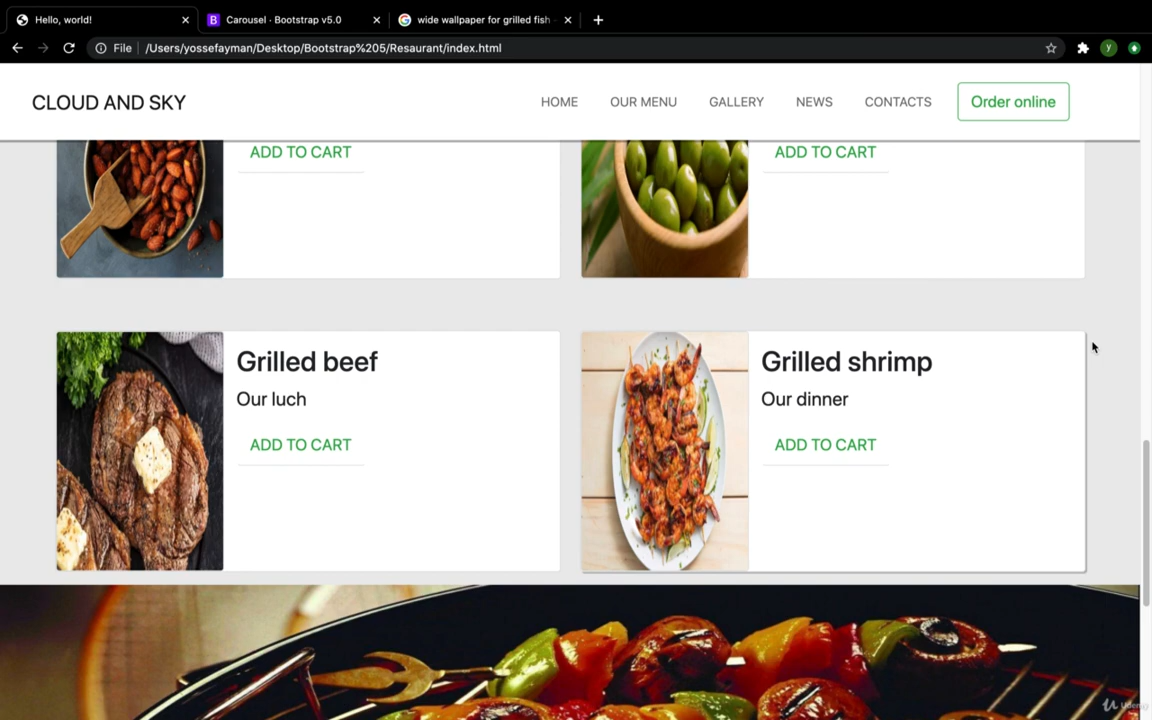 Hello, world!
Carousel · Bootstrap v5.0
wide wallpaper for grilled fish
File
/Users/yossefayman/Desktop/Bootstrap%205/Resaurant/index.html
y
CLOUD AND SKY
HOME
OUR MENU
GALLERY
NEWS
CONTACTS
Order online
ADD TO CART
ADD TO CART
Grilled beef
Our luch
ADD TO CART
Grilled shrimp
Our dinner
ADD TO CART
Udemy